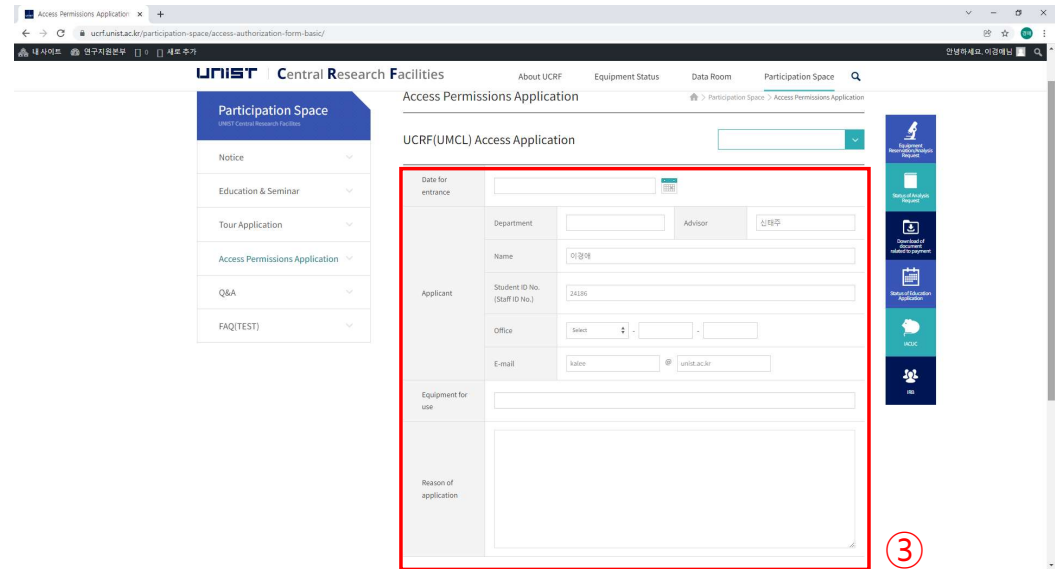 Access Permissions Application
ucrf.unist.ac.kr/participation-space/access-authorization-form-basic/
내 사이트 연구지원본부 0 새로 추가
안녕하세요, 이경애님
UNIST Central Research Facilities
About UCRF Equipment Status Data Room Participation Space
Participation Space
UNIST Central Research Facilities
Notice
Education & Seminar
Tour Application
Access Permissions Application
Q&A
FAQ(TEST)
Access Permissions Application
Participation Space > Access Permissions Application
UCRF(UMCL) Access Application
Date for
entrance
Applicant
Department
Advisor 신태주
Name 이경애
Student ID No.
(Staff ID No.)
24186
Office Select - -
E-mail kalee @ unist.ac.kr
Equipment for
use
Reason of
application
Equipment
Reservation/Analysis
Request
Status of Analysis
Request
Download of
document
related to payment
Status of Education
Application
IACUC
IRB
③